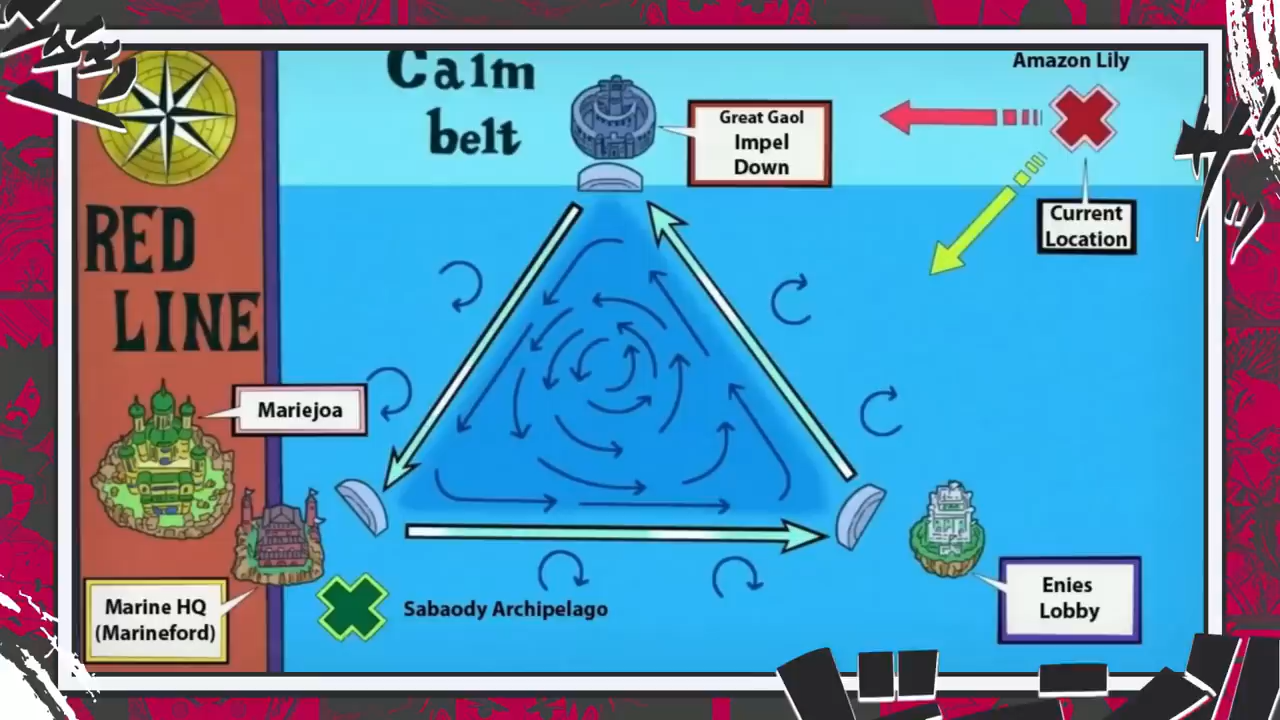 Calm
belt
Amazon Lily
Great Gaol
Impel
Down
Current
Location
RED
LINE
Mariejoa
Marine HQ
(Marineford)
Sabaody Archipelago
Enies
Lobby